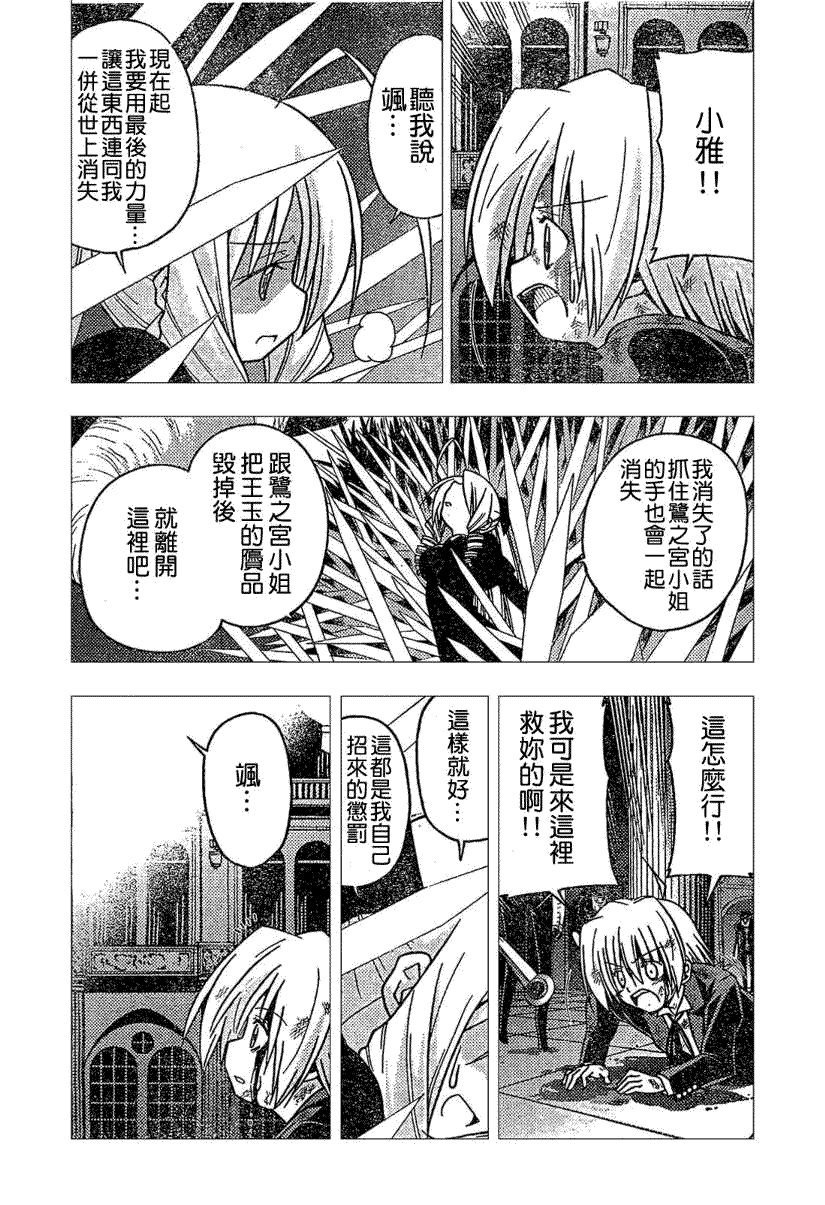 小雅!!
聽我說
颯…
現在起
我要用最後的力量…
讓這東西連同我
一併從世上消失
我消失了的話
抓住鷺之宮小姐
的手也會一起
消失
跟鷺之宮小姐
把王玉的贗品
毀掉後
就離開
這裡吧…
這怎麼行!!
我可是來這裡
救妳的啊!!
這樣就好…
這都是我自己
招來的懲罰
颯…